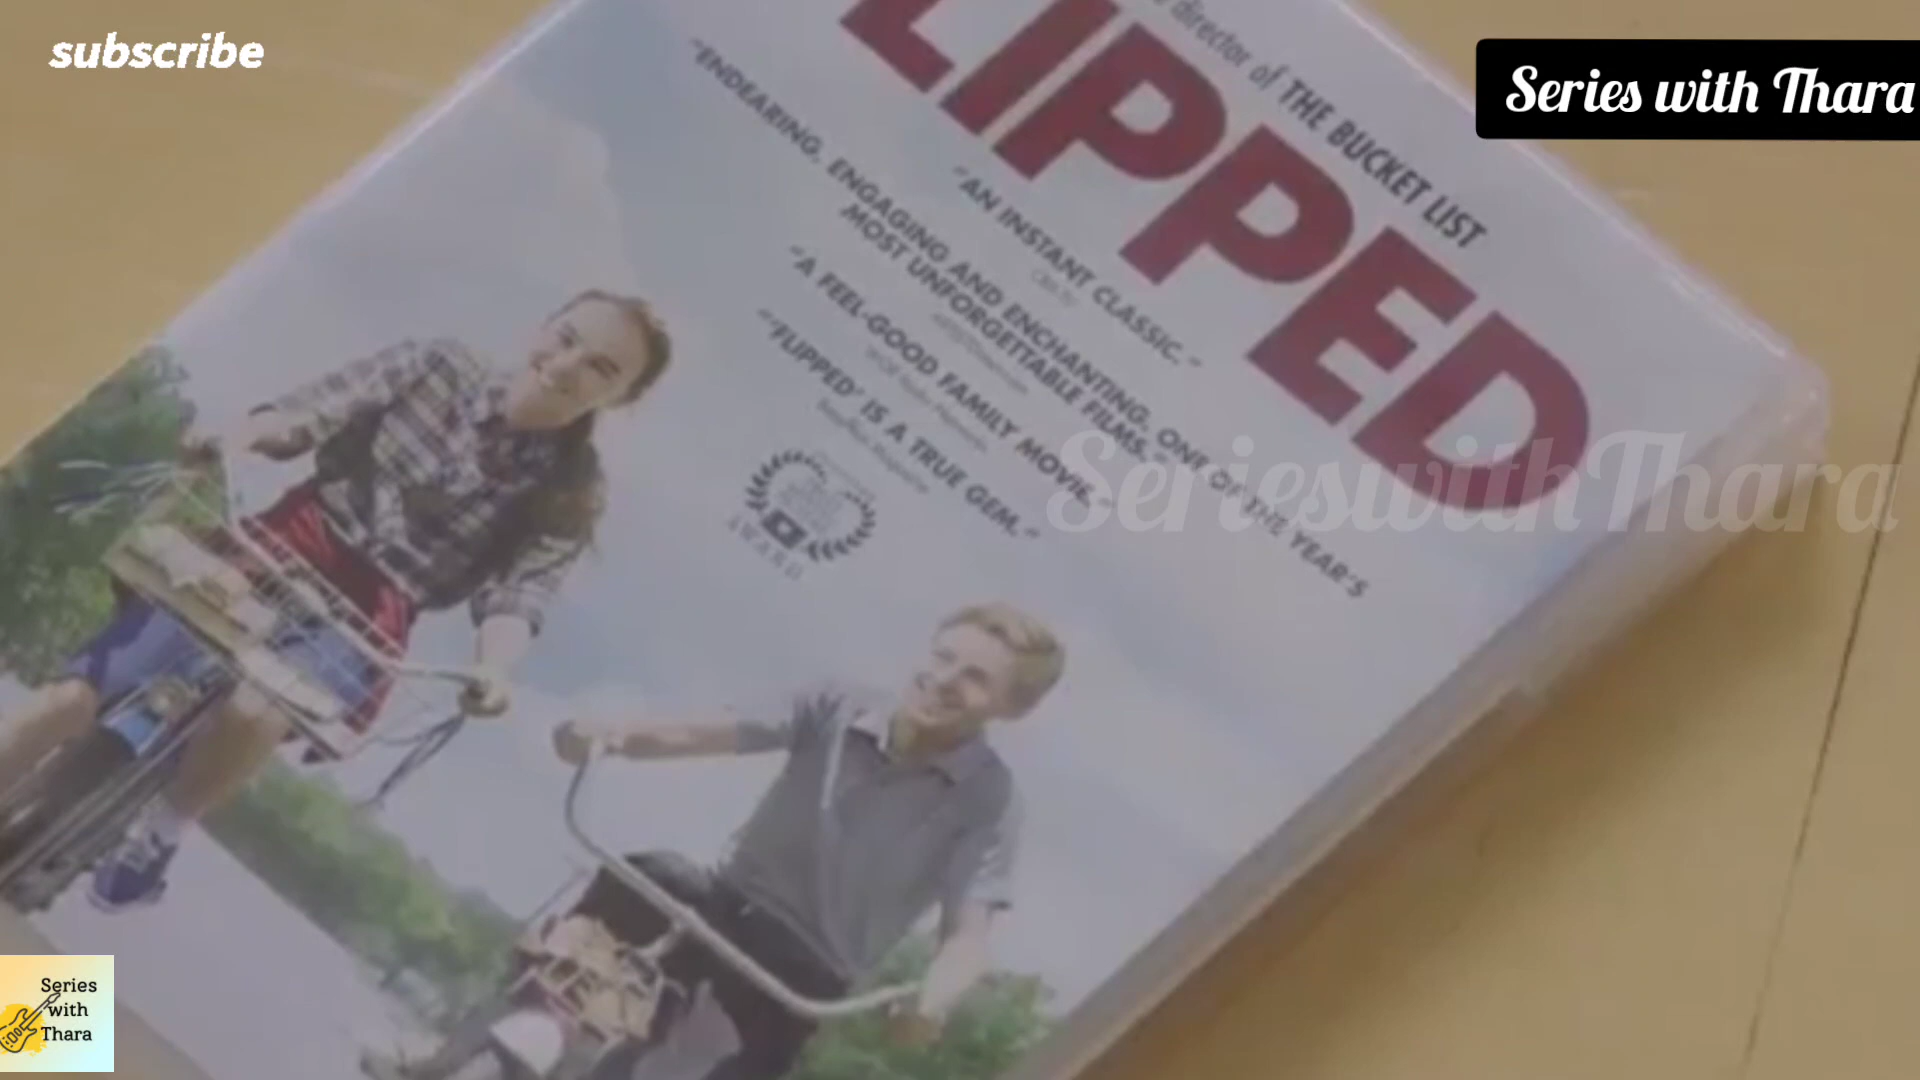 subscribe
Series with Thara
director of THE BUCKET LIST
LIPPED
"AN INSTANT CLASSIC."
"ENDEARING, ENGAGING AND ENCHANTING. ONE OF THE YEAR'S
MOST UNFORGETTABLE FILMS."
"A FEEL-GOOD FAMILY MOVIE."
"'FLIPPED' IS A TRUE GEM."
AWARD
SerieswithThara
Series
with
Thara